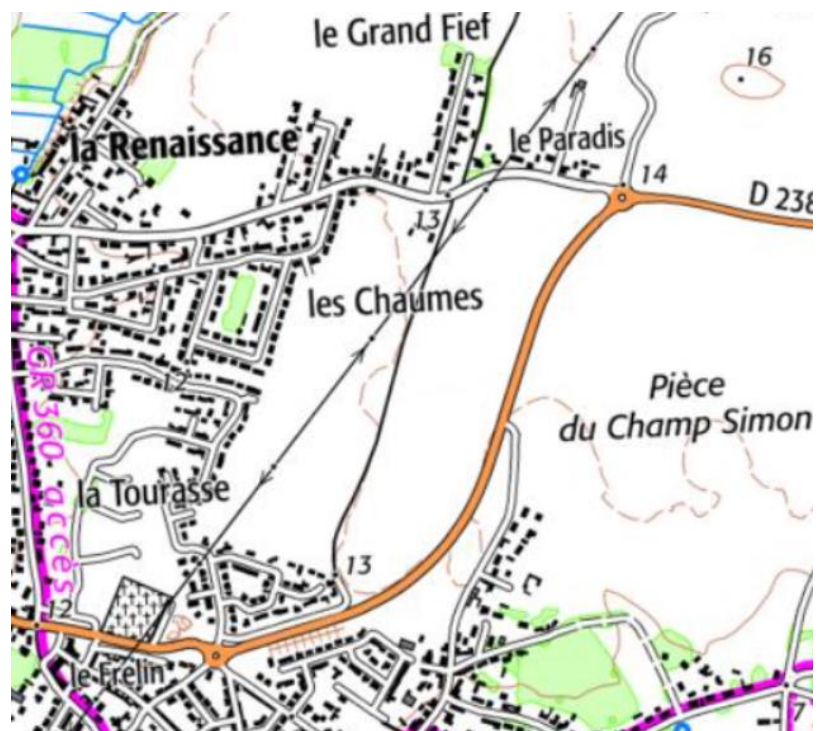 le Grand Fief
16
la Renaissance
le Paradis
14
13
D 238
les Chaumes
12
Pièce
du Champ Simon
GR 360 accès
la Tourasse
13
12
le Frelin
7